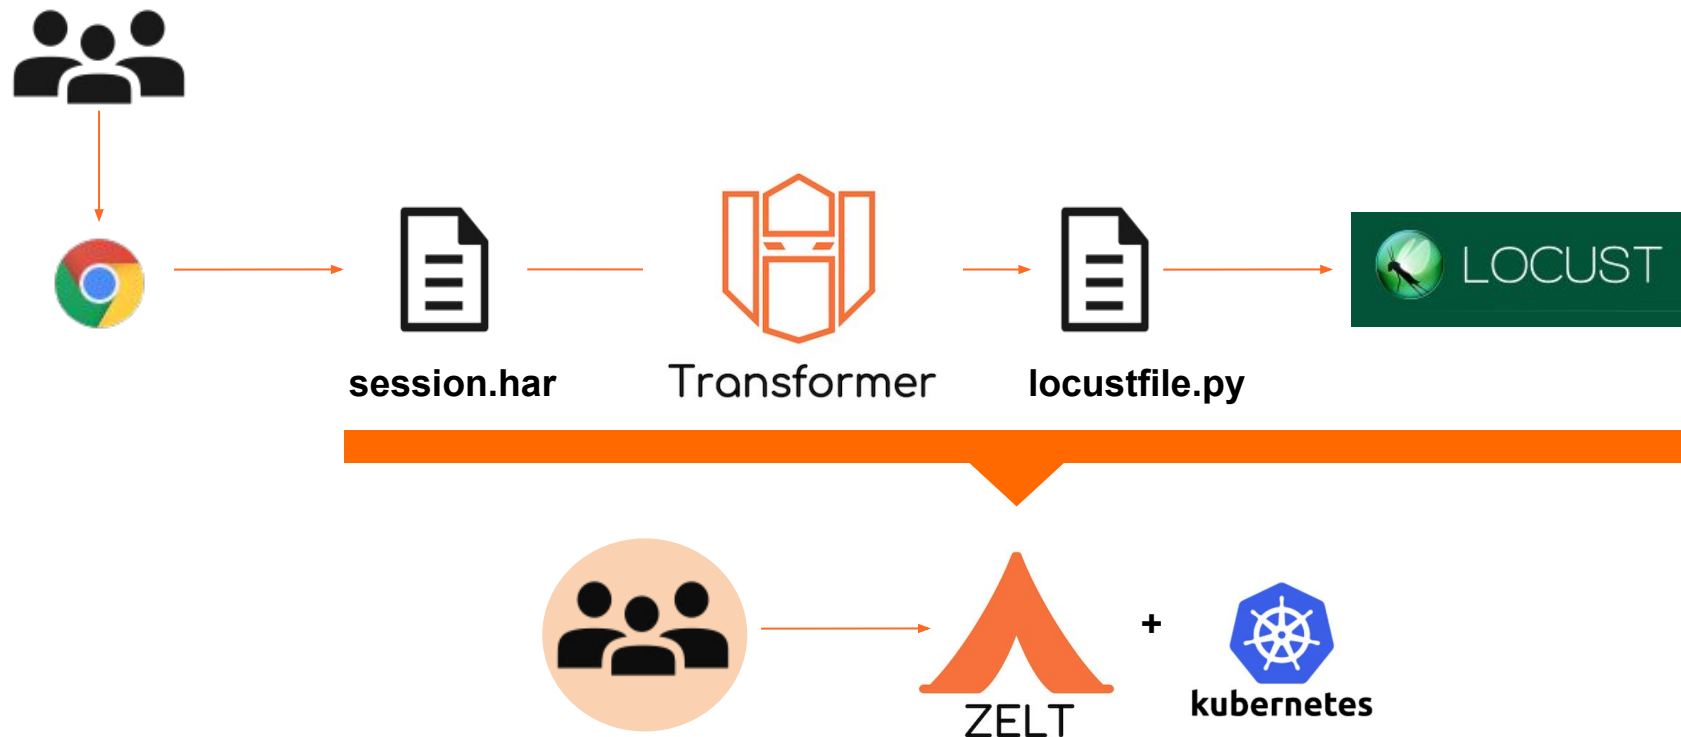 LOCUST
session.har
Transformer
locustfile.py
+
ZELT
kubernetes